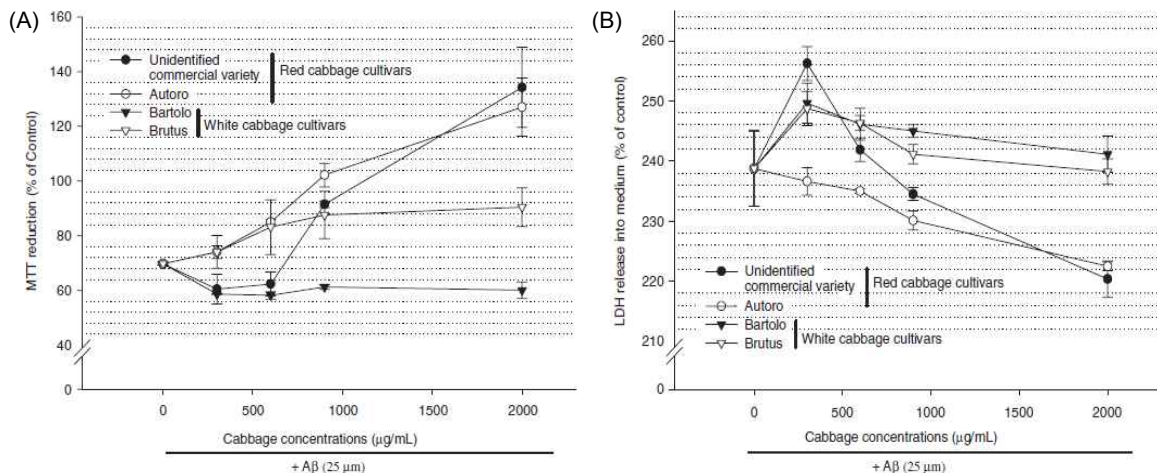 (A)
160
140
120
100
80
60
40
0
MTT reduction (% of Control)
Unidentified
commercial variety
Red cabbage cultivars
Autoro
Bartolo
White cabbage cultivars
Brutus
0 500 1000 1500 2000
Cabbage concentrations (μg/mL)
+ Aβ (25 μm)
(B)
260
250
240
230
220
210
0
LDH release into medium (% of control)
Unidentified
commercial variety
Red cabbage cultivars
Autoro
Bartolo
White cabbage cultivars
Brutus
0 500 1000 1500 2000
Cabbage concentrations (μg/mL)
+ Aβ (25 μm)